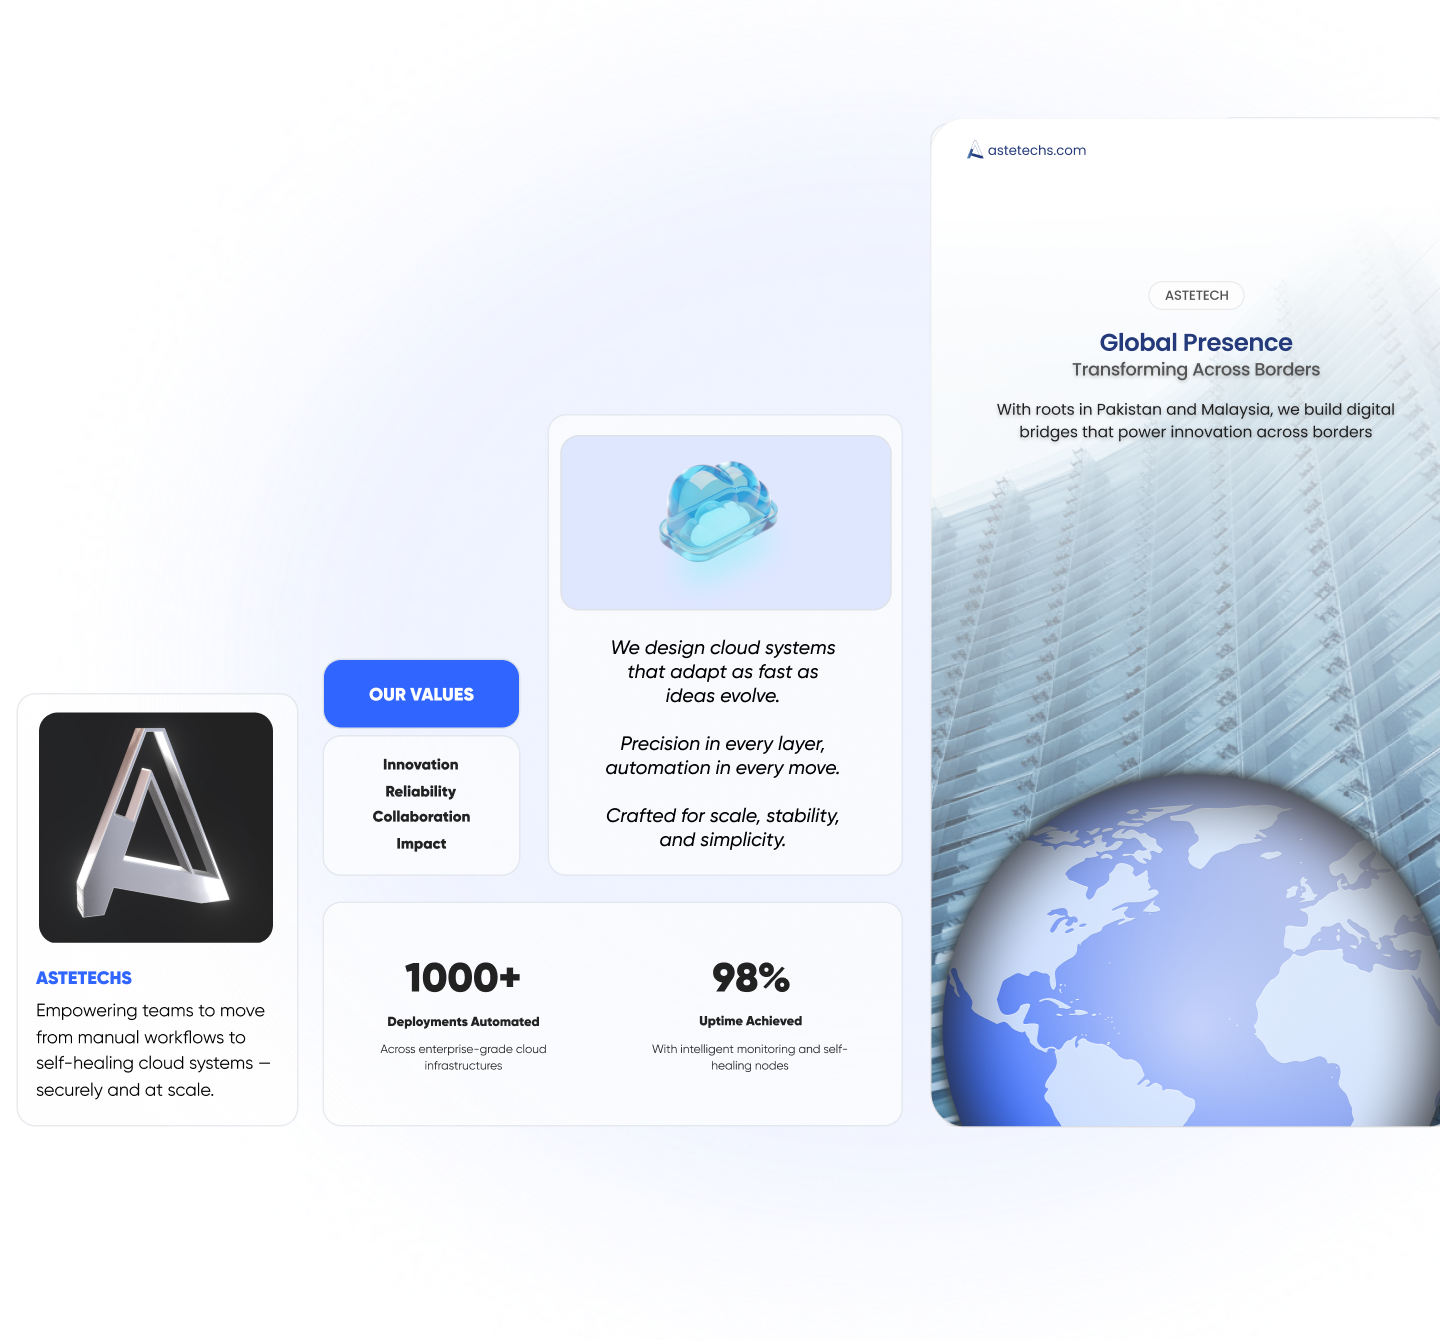 ASTETECHS
Empowering teams to move
from manual workflows to
self-healing cloud systems –
securely and at scale.
OUR VALUES
Innovation
Reliability
Collaboration
Impact
We design cloud systems
that adapt as fast as
ideas evolve.
Precision in every layer,
automation in every move.
Crafted for scale, stability,
and simplicity.
1000+
Deployments Automated
Across enterprise-grade cloud
infrastructures
98%
Uptime Achieved
With intelligent monitoring and self-
healing nodes
astetechs.com
ASTETECH
Global Presence
Transforming Across Borders
With roots in Pakistan and Malaysia, we build digital
bridges that power innovation across borders